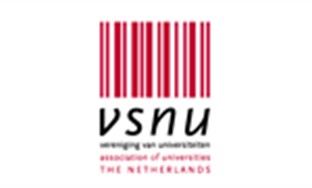 vsnu
vereniging van universiteiten
association of universities
THE NETHERLANDS